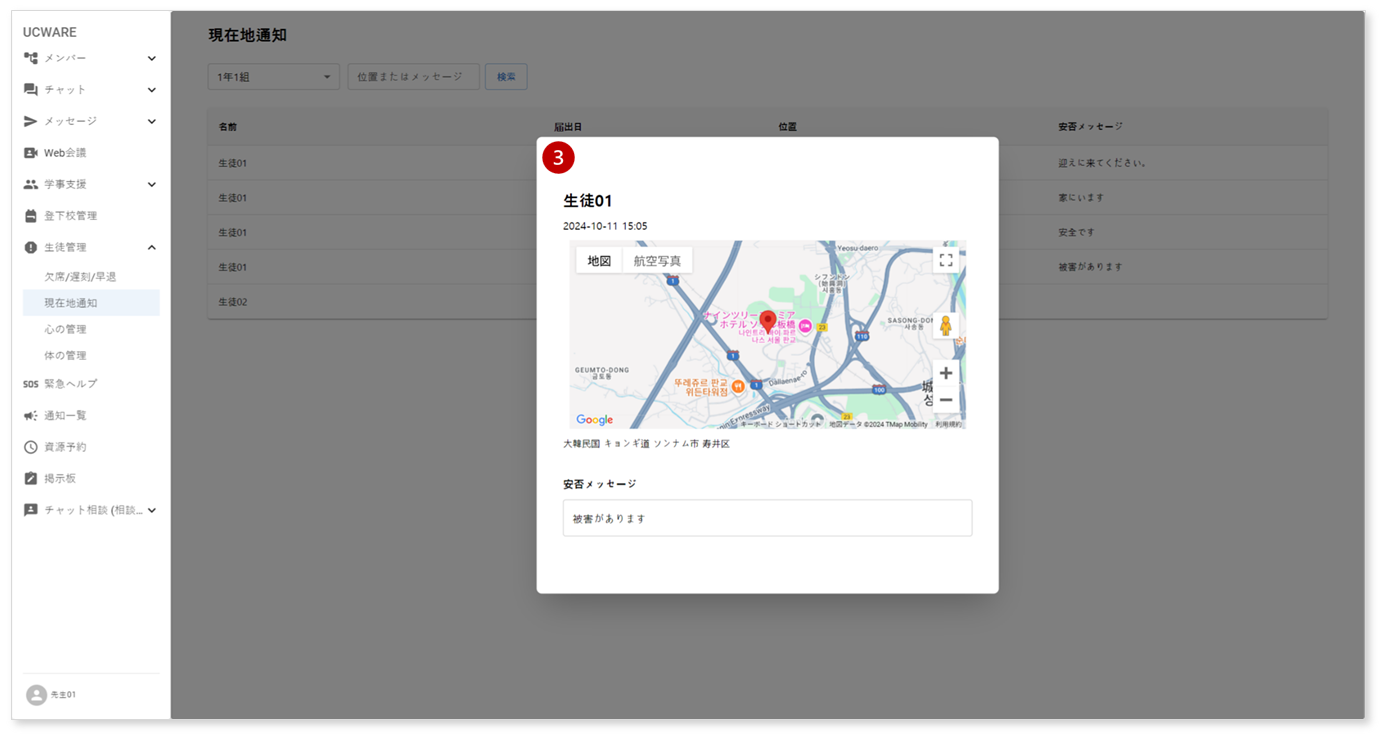 UCWARE
メンバー
チャット
メッセージ
Web会議
学事支援
登下校管理
生徒管理
欠席/遅刻/早退
現在地通知
心の管理
体の管理
SOS 緊急ヘルプ
通知一覧
資源予約
掲示板
チャット相談 (相談...
先生01
現在地通知
1年1組 位置またはメッセージ 検索
名前 届出日 位置 安否メッセージ
生徒01 迎えに来てください。
生徒01 家にいます
生徒01 安全です
生徒01 被害があります
生徒02
3
生徒01
2024-10-11 15:05
地図 航空写真
Yeosu-daero
シフンドン
(始興洞)
시흥동
SASONG-DO
사송동
ナインツリー
ミア
ホテル ソ
板橋
나인트리
나스 서울 판교
GEUMTO-DONG
금토동
뚜레쥬르 판교
위든타워점
Dallaenae-ro
Expressway
1
1
1
23
110
100
23
城
성
Google
キーボード ショートカット 地図データ ©2024 TMap Mobility 利用規約
大韓民国 キョンギ道 ソンナム市 寿井区
安否メッセージ
被害があります